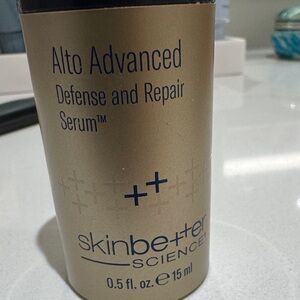 Alto Advanced
Defense and Repair
Serum™
skinbetter
SCIENCE
0.5 fl. oz. ℮ 15 ml